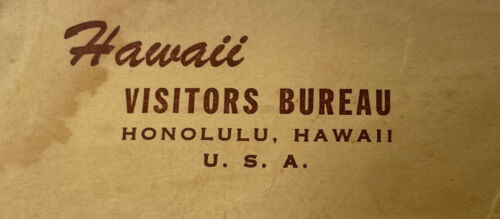 Hawaii
VISITORS BUREAU
HONOLULU, HAWAII
U. S. A.